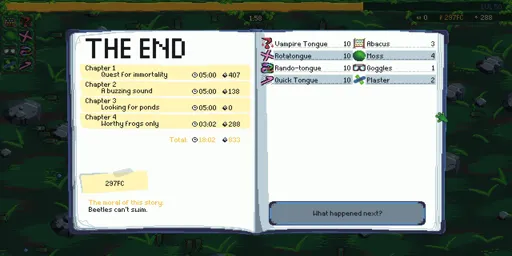 1:58
0
297FC
288
THE END
Chapter 1
Quest for immortality 05:00 407
Chapter 2
A buzzing sound 05:00 138
Chapter 3
Looking for ponds 05:00 0
Chapter 4
Worthy frogs only 03:02 288
Total 18:02 833
297FC
The moral of this story
Beetles can't swim.
Vampire Tongue 10
Rotatongue 10
Rando-tongue 10
Quick Tongue 10
Abacus 3
Moss 4
Goggles 1
Plaster 2
What happened next?